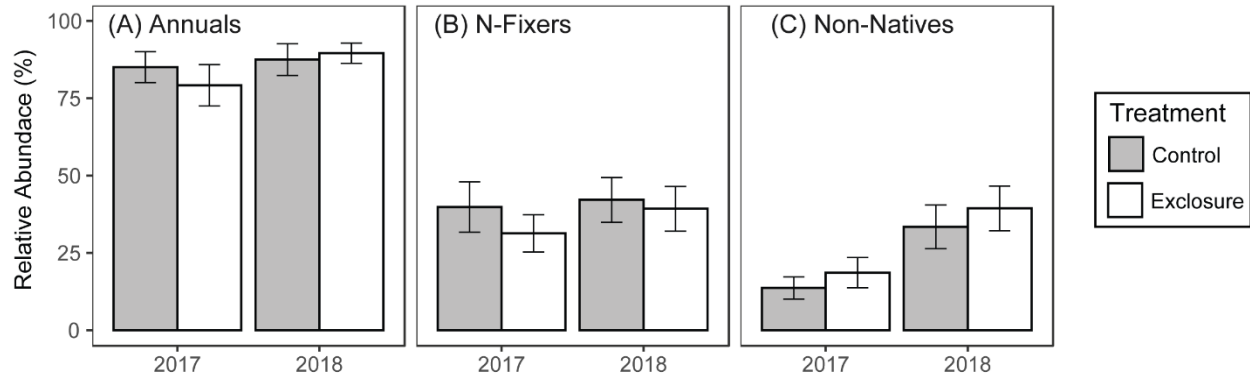 Relative Abundace (%)
100
75
50
25
0
(A) Annuals
2017
2018
(B) N-Fixers
2017
2018
(C) Non-Natives
2017
2018
Treatment
Control
Exclosure